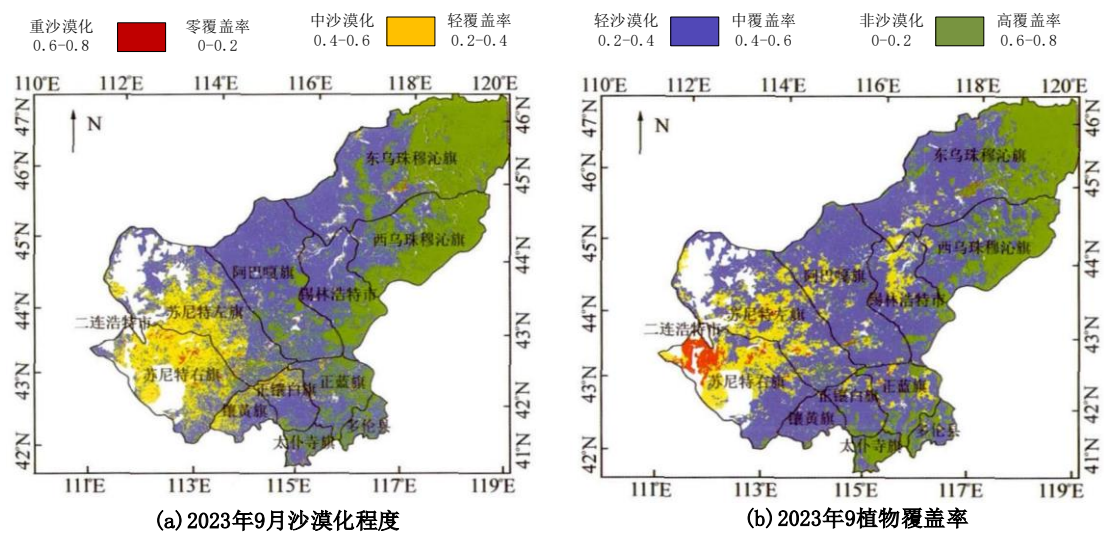 重沙漠化 零覆盖率 中沙漠化 轻覆盖率 轻沙漠化 中覆盖率 非沙漠化 高覆盖率
0.6-0.8 0-0.2 0.4-0.6 0.2-0.4 0.2-0.4 0.4-0.6 0-0.2 0.6-0.8
110°E 112°E 114°E 116°E 118°E 120°E
47°N
46°N
45°N
44°N
43°N
42°N
46°N
45°N
44°N
43°N
42°N
41°N
N
东乌珠穆沁旗
西乌珠穆沁旗
阿巴嘎旗
锡林浩特市
苏尼特左旗
二连浩特市
苏尼特右旗
正镶白旗
正蓝旗
镶黄旗
多伦县
太仆寺旗
111°E 113°E 115°E 117°E 119°E
(a)2023年9月沙漠化程度
110°E 112°E 114°E 116°E 118°E 120°E
47°N
46°N
45°N
44°N
43°N
42°N
46°N
45°N
44°N
43°N
42°N
41°N
N
东乌珠穆沁旗
西乌珠穆沁旗
阿巴嘎旗
锡林浩特市
苏尼特左旗
二连浩特市
苏尼特右旗
正镶白旗
正蓝旗
镶黄旗
多伦县
太仆寺旗
111°E 113°E 115°E 117°E 119°E
(b)2023年9植物覆盖率